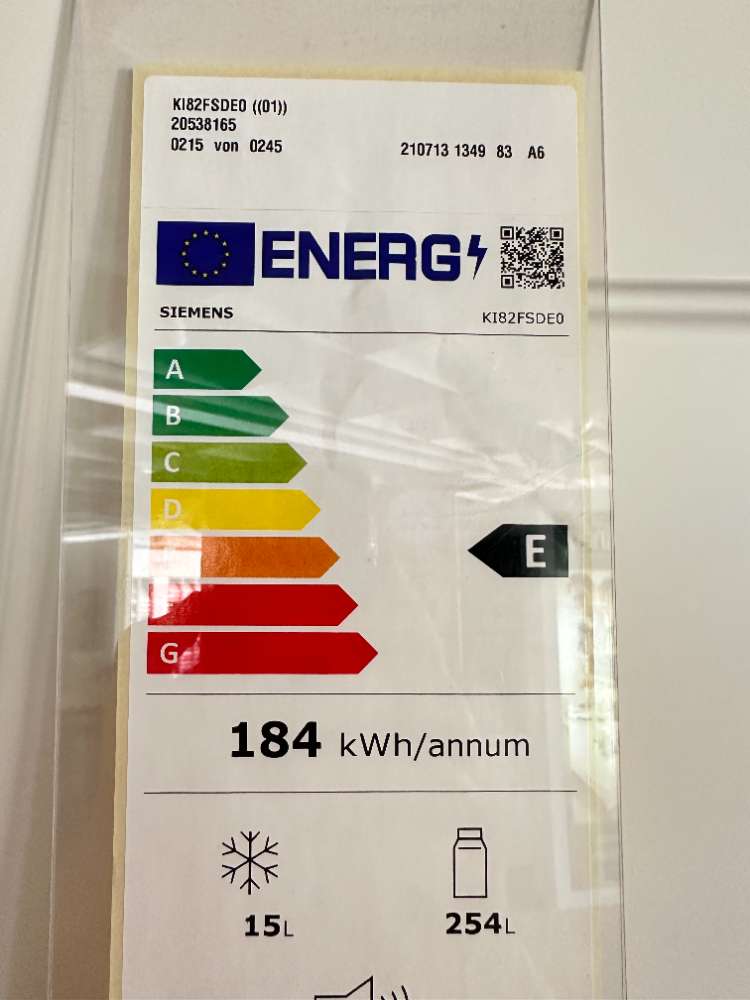 KI82FSDE0 ((01))
20538165
0215 von 0245
210713 1349 83 A6
ENERG
SIEMENS
KI82FSDE0
A
B
C
D
E
G
184 kWh/annum
15L
254L